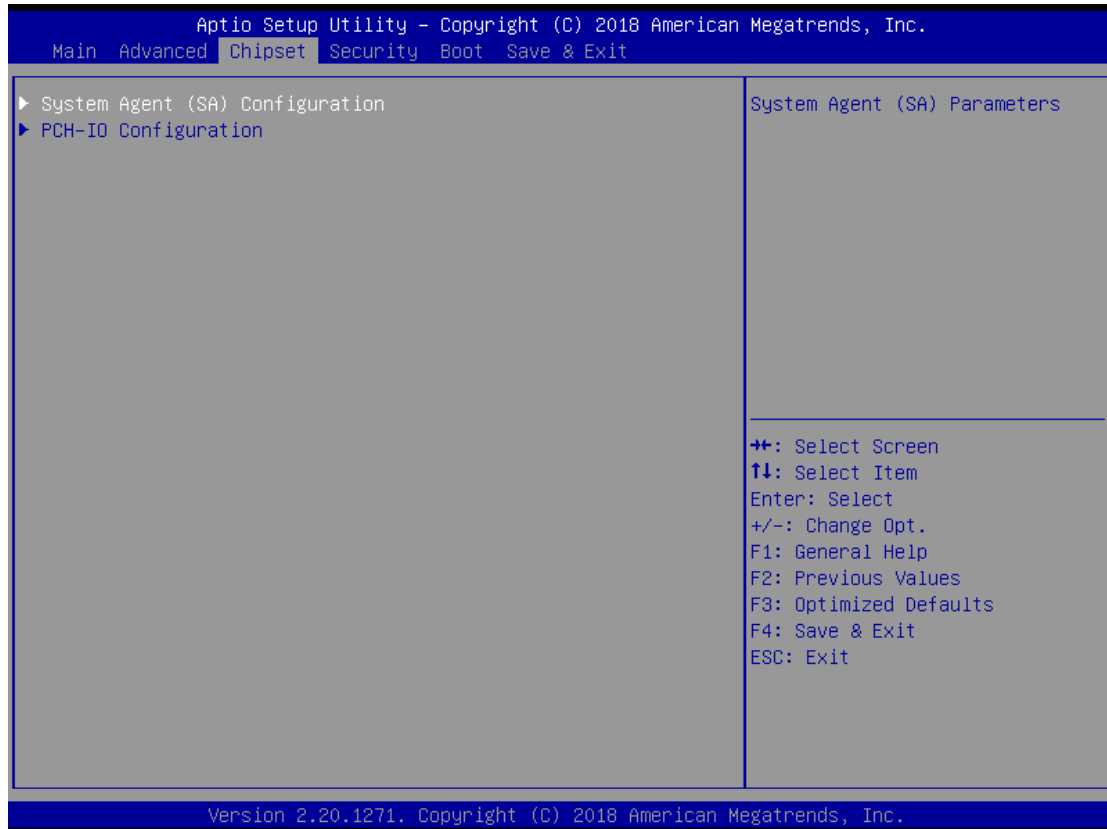 Aptio Setup Utility – Copyright (C) 2018 American Megatrends, Inc.
Main Advanced Chipset Security Boot Save & Exit
▶ System Agent (SA) Configuration
▶ PCH-IO Configuration
System Agent (SA) Parameters
→←: Select Screen
↑↓: Select Item
Enter: Select
+/-: Change Opt.
F1: General Help
F2: Previous Values
F3: Optimized Defaults
F4: Save & Exit
ESC: Exit
Version 2.20.1271. Copyright (C) 2018 American Megatrends, Inc.